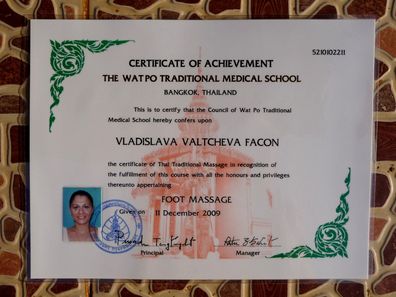 5210102211
CERTIFICATE OF ACHIEVEMENT
THE WAT PO TRADITIONAL MEDICAL SCHOOL
BANGKOK, THAILAND
This is to certify that the Council of Wat Po Traditional
Medical School hereby confers upon
VLADISLAVA VALTCHEVA FACON
the certificate of Thai Traditional Massage in recognition of
the fulfillment of this course with all the honours and privileges
thereunto appertaining.
FOOT MASSAGE
Given on 11 December 2009
Principal
Manager